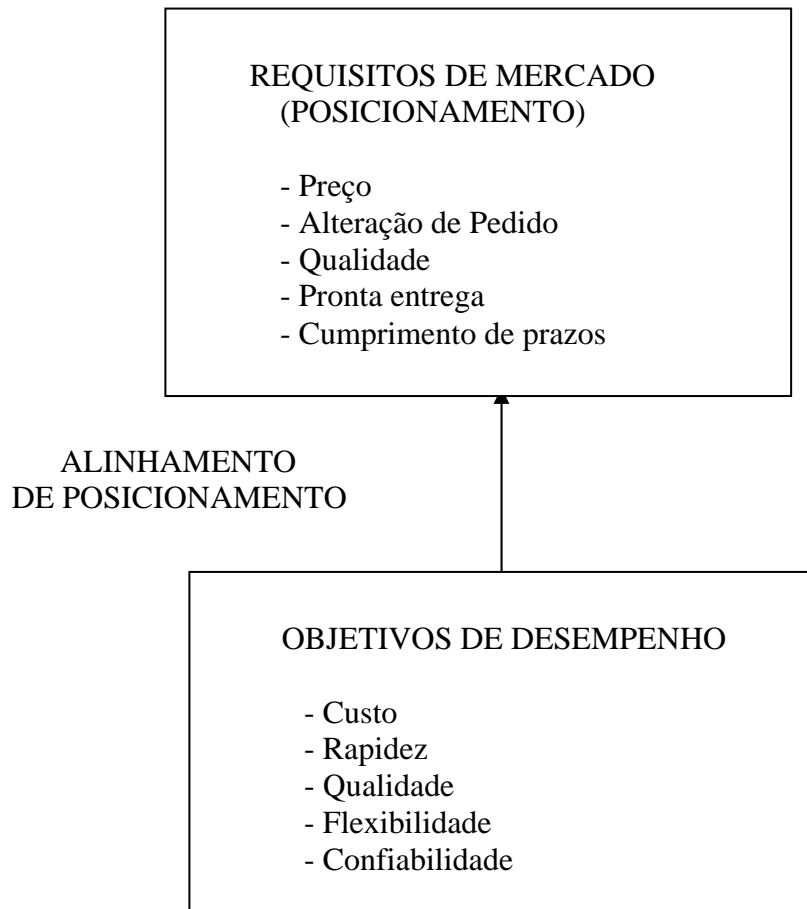 REQUISITOS DE MERCADO
(POSICIONAMENTO)
- Preço
- Alteração de Pedido
- Qualidade
- Pronta entrega
- Cumprimento de prazos
ALINHAMENTO
DE POSICIONAMENTO
OBJETIVOS DE DESEMPENHO
- Custo
- Rapidez
- Qualidade
- Flexibilidade
- Confiabilidade